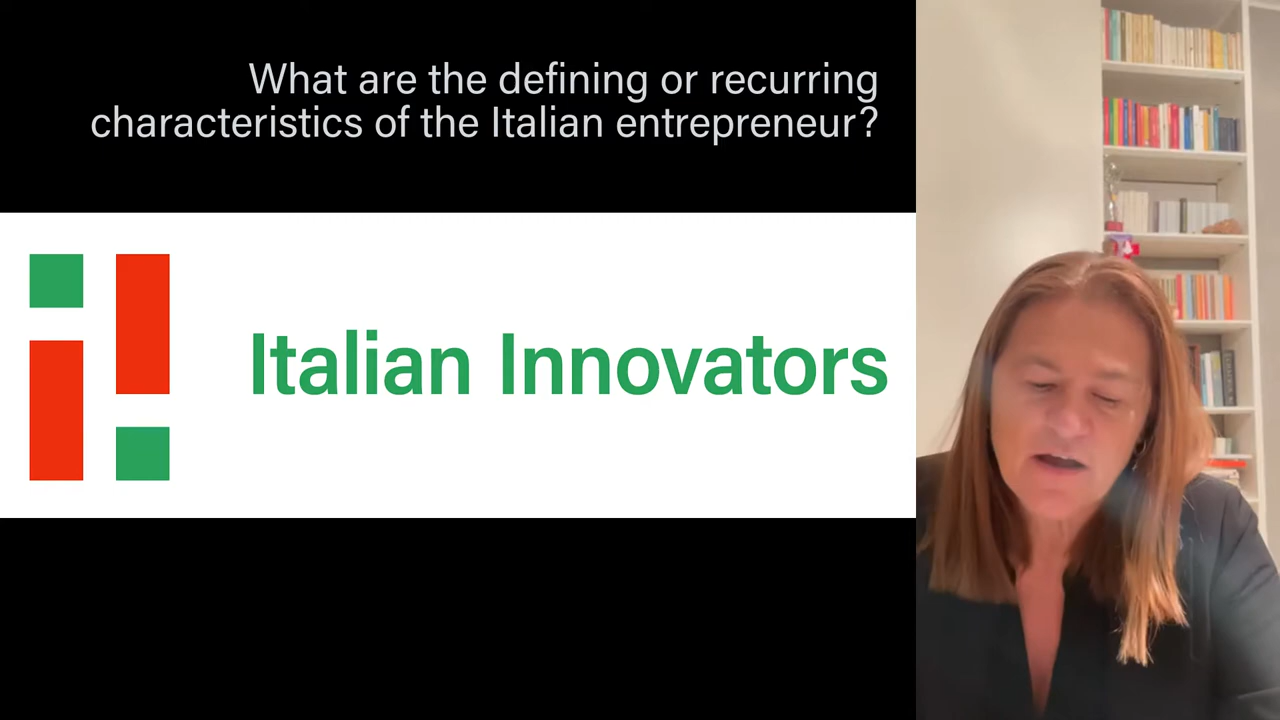 What are the defining or recurring
characteristics of the Italian entrepreneur?
Italian Innovators